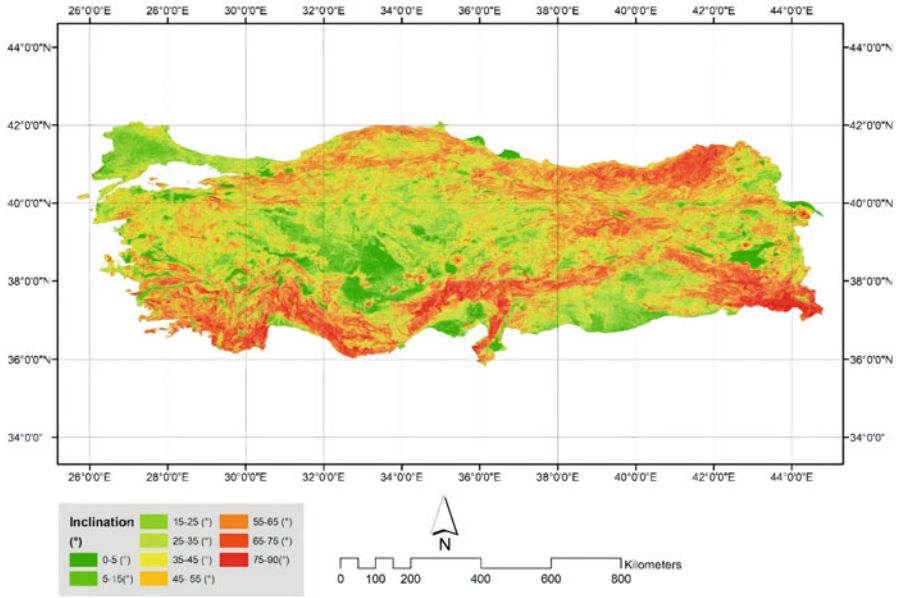 26°0'0"E 28°0'0"E 30°0'0"E 32°0'0"E 34°0'0"E 36°0'0"E 38°0'0"E 40°0'0"E 42°0'0"E 44°0'0"E
44°0'0"N 44°0'0"N
42°0'0"N 42°0'0"N
40°0'0"N 40°0'0"N
38°0'0"N 38°0'0"N
36°0'0"N 36°0'0"N
34°0'0" 34°0'0"N
26°0'0"E 28°0'0"E 30°0'0"E 32°0'0"E 34°0'0"E 36°0'0"E 38°0'0"E 40°0'0"E 42°0'0"E 44°0'0"E
Inclination
(°)
0-5 (°)
5-15(°)
15-25 (°)
25-35 (°)
35-45 (°)
45- 55 (°)
55-65 (°)
65-75 (°)
75-90(°)
N
Kilometers
0 100 200 400 600 800